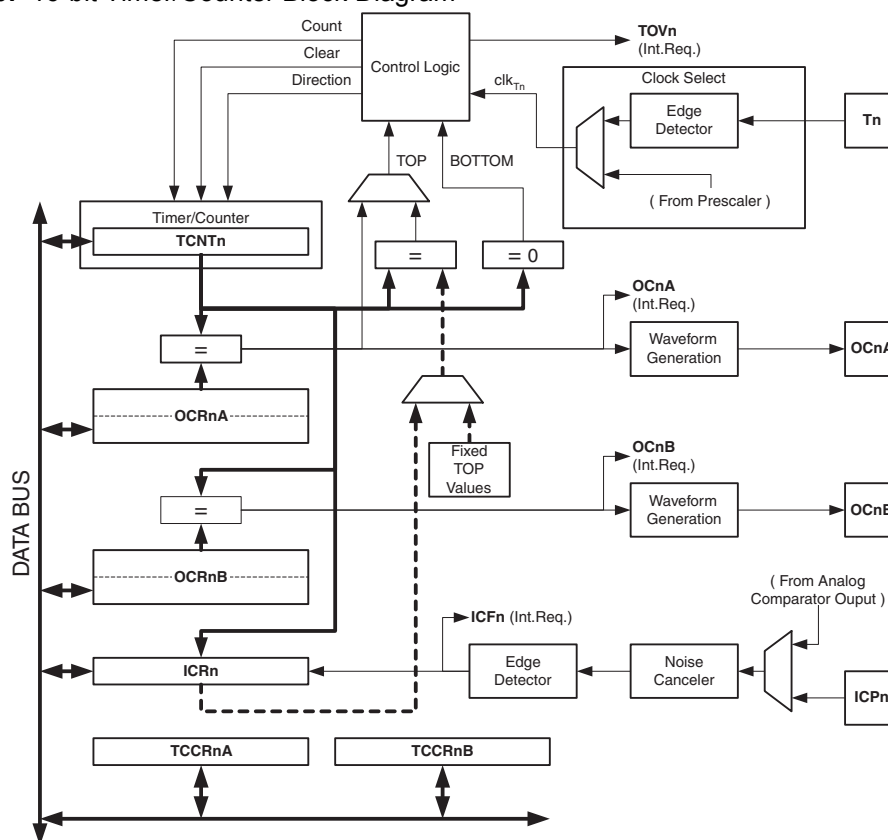 16-bit Timer/Counter Block Diagram
Count
Clear
Direction
Control Logic
TOVn
(Int.Req.)
clkTn
Clock Select
Edge
Detector
Tn
( From Prescaler )
TOP
BOTTOM
Timer/Counter
TCNTn
=
= 0
=
OCnA
(Int.Req.)
Waveform
Generation
OCnA
OCRnA
Fixed
TOP
Values
OCnB
(Int.Req.)
=
Waveform
Generation
OCnB
OCRnB
DATA BUS
( From Analog
Comparator Ouput )
ICFn (Int.Req.)
ICRn
Edge
Detector
Noise
Canceler
ICPn
TCCRnA
TCCRnB